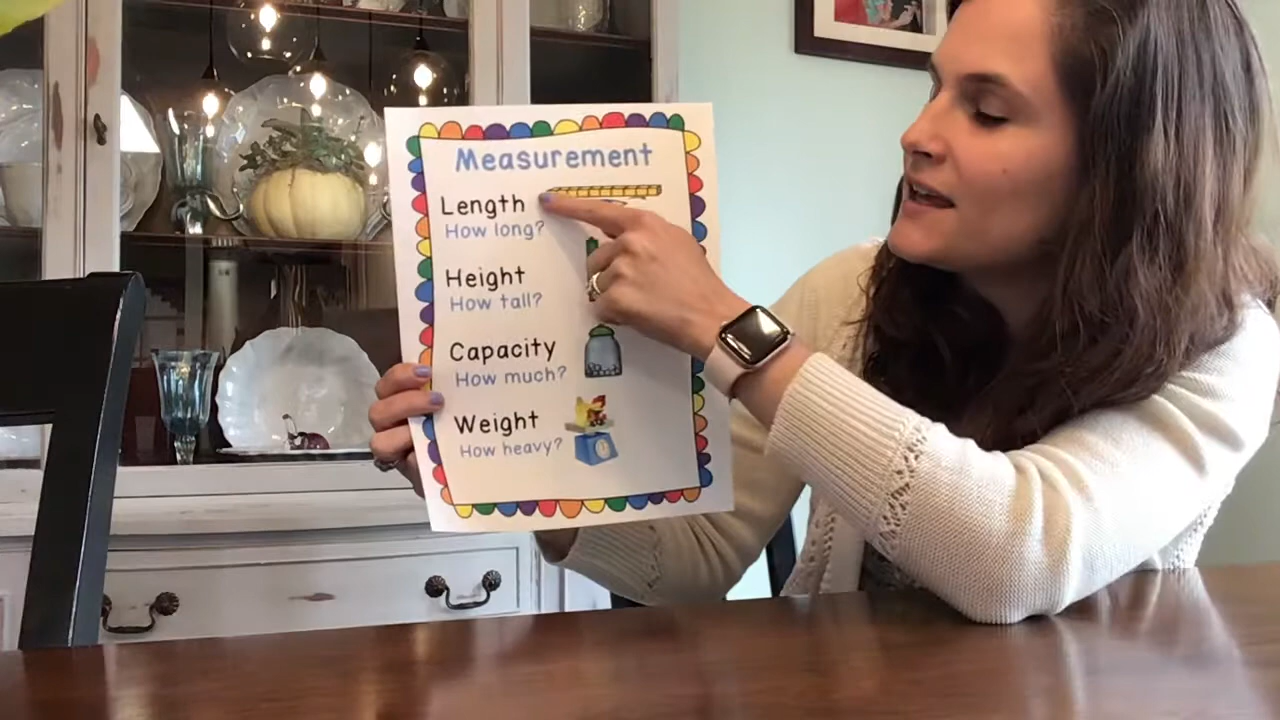 Measurement
Length
How long?
Height
How tall?
Capacity
How much?
Weight
How heavy?